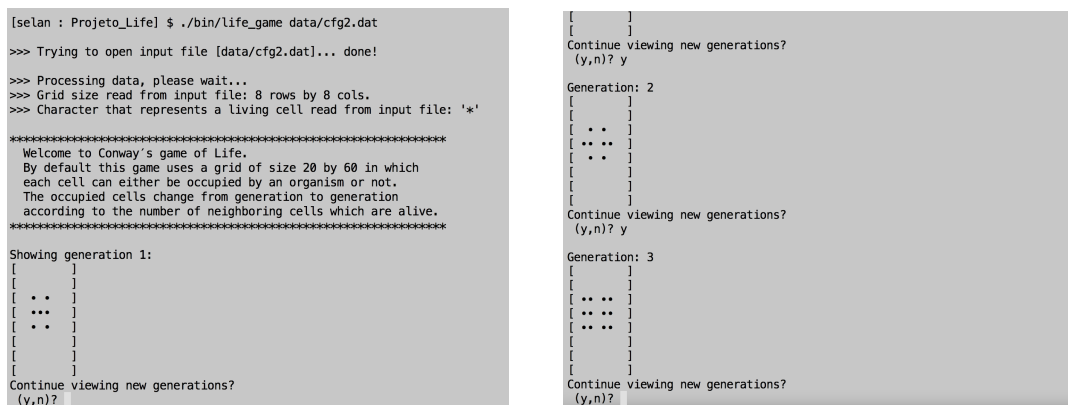 [selan : Projeto_Life] $ ./bin/life_game data/cfg2.dat
>>> Trying to open input file [data/cfg2.dat]... done!
>>> Processing data, please wait...
>>> Grid size read from input file: 8 rows by 8 cols.
>>> Character that represents a living cell read from input file: '*'
****************************************************************
  Welcome to Conway´s game of Life.
  By default this game uses a grid of size 20 by 60 in which
  each cell can either be occupied by an organism or not.
  The occupied cells change from generation to generation
  according to the number of neighboring cells which are alive.
****************************************************************
Showing generation 1:
[        ]
[        ]
[  • •   ]
[  •••   ]
[  • •   ]
[        ]
[        ]
[        ]
Continue viewing new generations?
 (y,n)?
[        ]
[        ]
Continue viewing new generations?
 (y,n)? y
Generation: 2
[        ]
[        ]
[  • •   ]
[ •• ••  ]
[  • •   ]
[        ]
[        ]
[        ]
Continue viewing new generations?
 (y,n)? y
Generation: 3
[        ]
[        ]
[ •• ••  ]
[ •• ••  ]
[ •• ••  ]
[        ]
[        ]
[        ]
Continue viewing new generations?
 (y,n)?